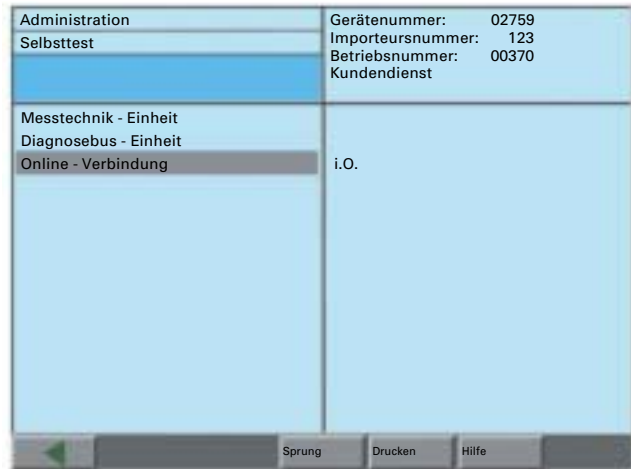 Administration
Selbsttest
Gerätenummer: 02759
Importeursnummer: 123
Betriebsnummer: 00370
Kundendienst
Messtechnik - Einheit
Diagnosebus - Einheit
Online - Verbindung i.O.
Sprung Drucken Hilfe